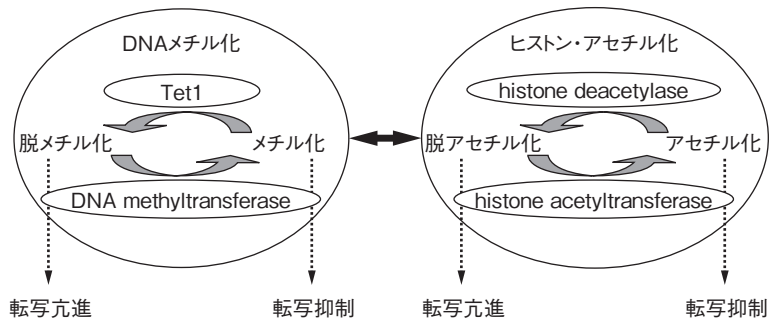 DNAメチル化
Tet1
脱メチル化
メチル化
DNA methyltransferase
転写亢進
転写抑制
ヒストン・アセチル化
histone deacetylase
脱アセチル化
アセチル化
histone acetyltransferase
転写亢進
転写抑制